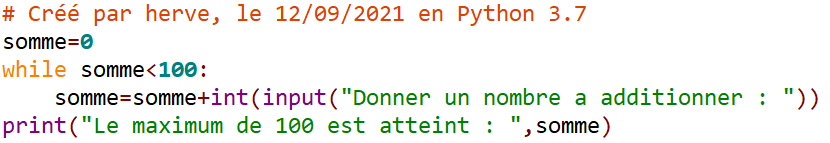 # Créé par herve, le 12/09/2021 en Python 3.7
somme=0
while somme<100:
    somme=somme+int(input("Donner un nombre a additionner : "))
print("Le maximum de 100 est atteint : ",somme)